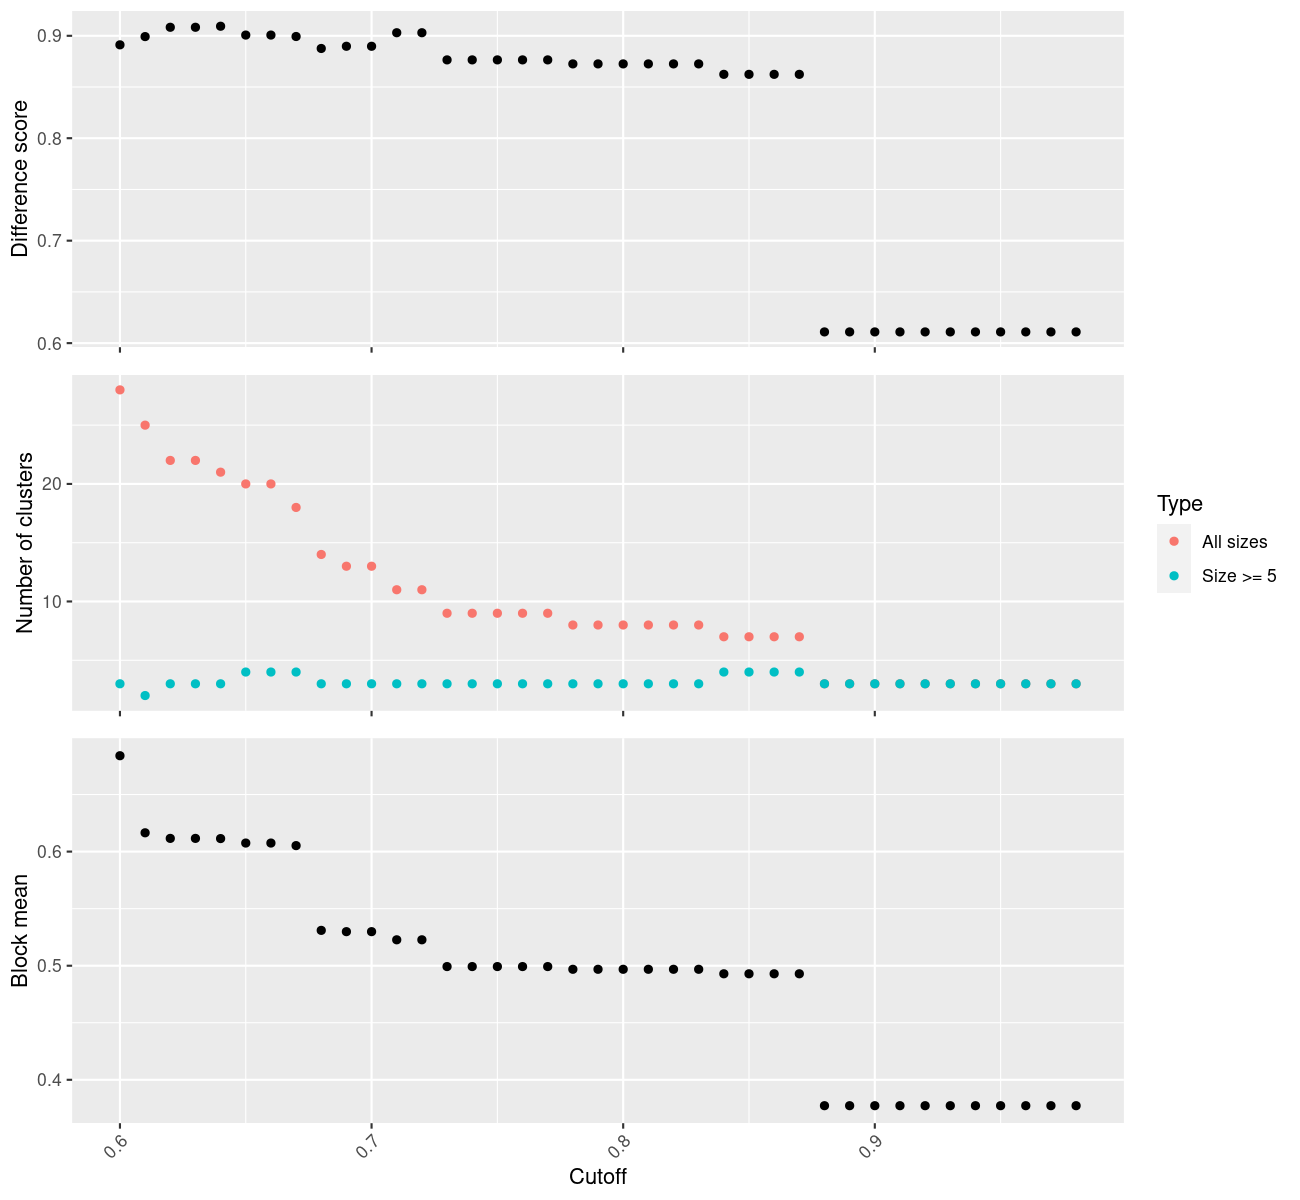 Difference score
0.9
0.8
0.7
0.6
Number of clusters
20
10
Type
All sizes
Size >= 5
Block mean
0.6
0.5
0.4
0.6
0.7
0.8
0.9
Cutoff